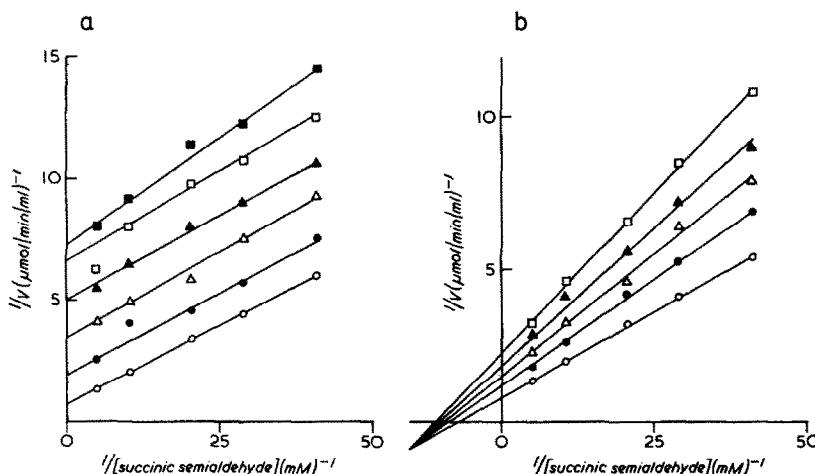 a
15
10
5
0
25
50
1/V (μmol/min/ml)⁻¹
1/[succinic semialdehyde] (mM)⁻¹
b
10
5
0
25
50
1/V (μmol/min/ml)⁻¹
1/[succinic semialdehyde] (mM)⁻¹